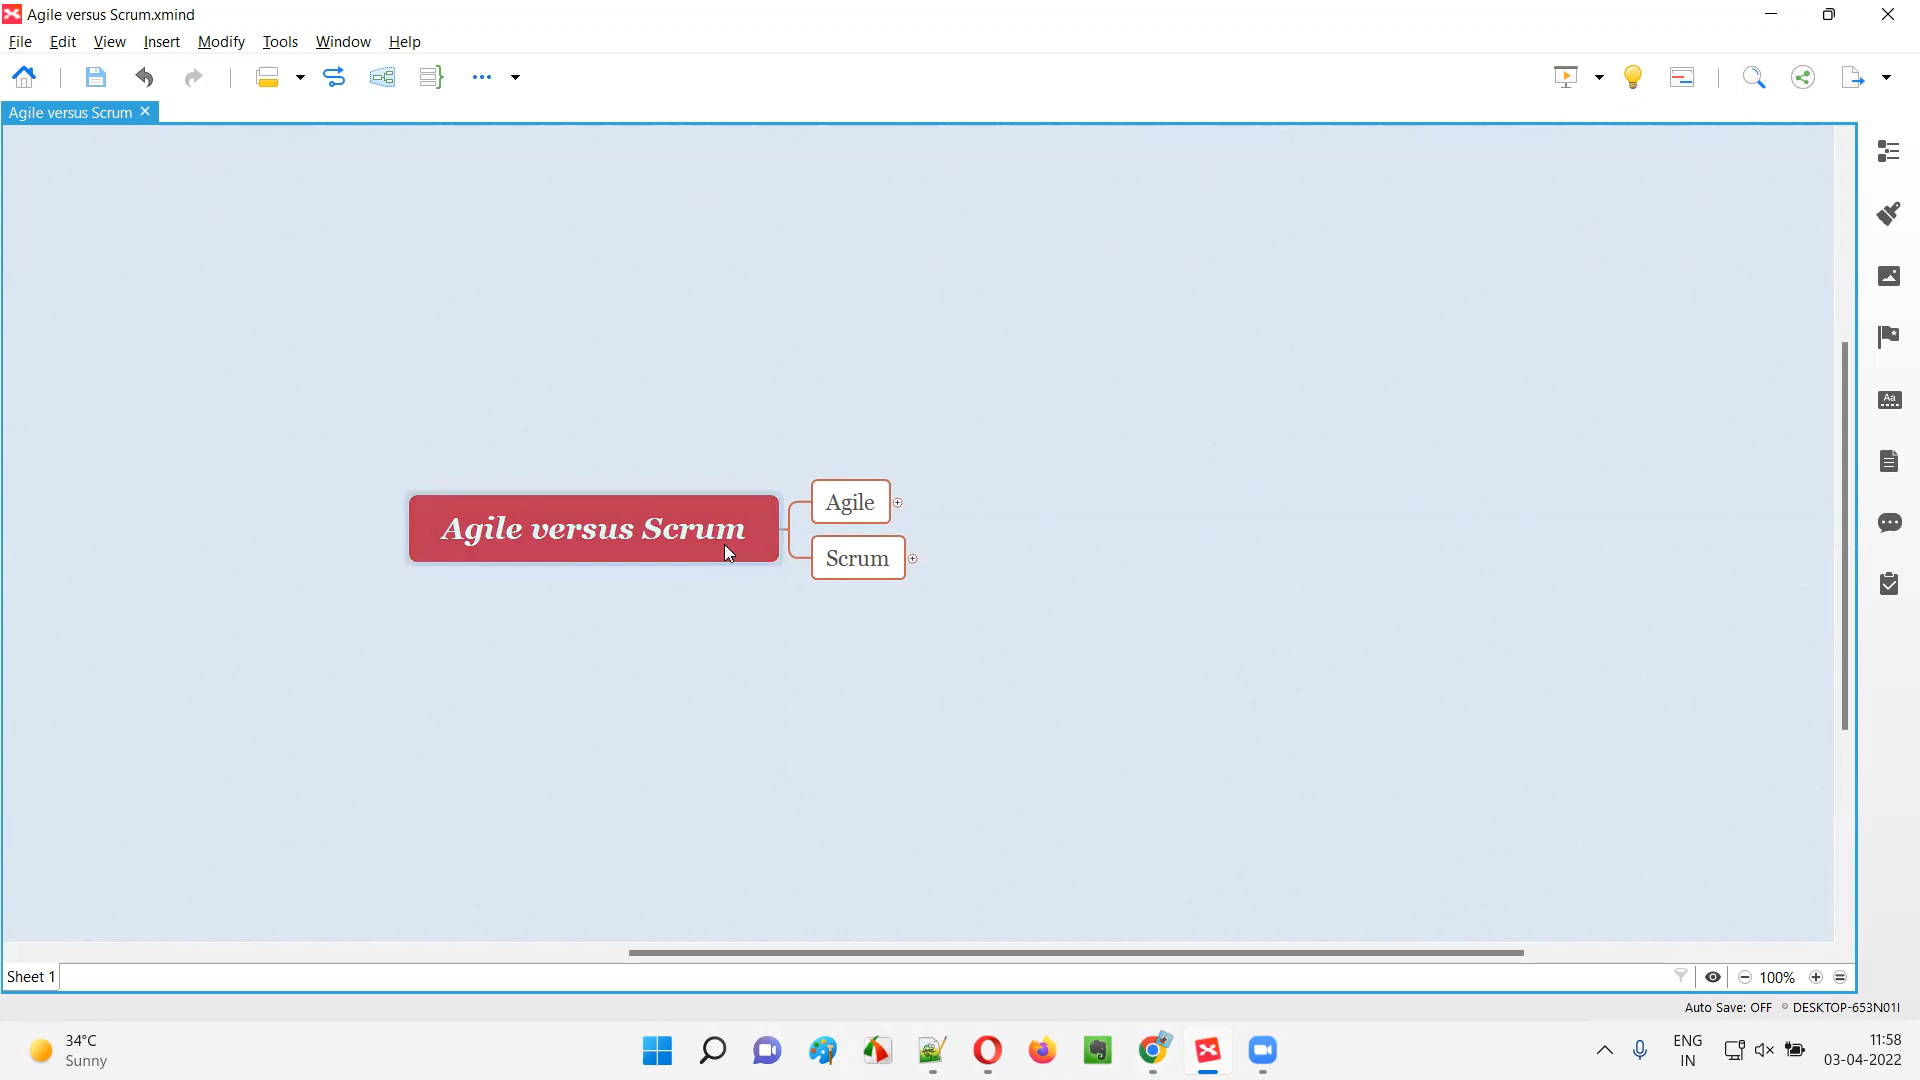 Agile versus Scrum.xmind
File Edit View Insert Modify Tools Window Help
Agile versus Scrum
Agile versus Scrum
Agile
Scrum
Aa
Sheet 1
100%
Auto Save: OFF DESKTOP-653N01I
34°C
Sunny
ENG
IN
11:58
03-04-2022